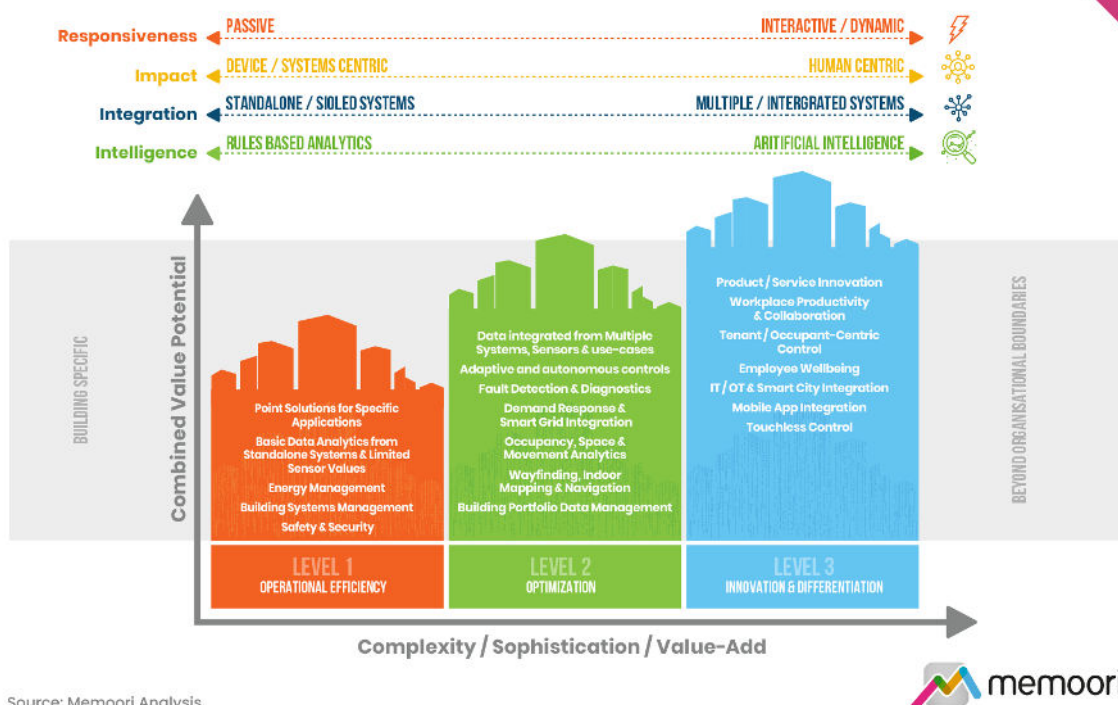 Responsiveness
PASSIVE
INTERACTIVE / DYNAMIC
Impact
DEVICE / SYSTEMS CENTRIC
HUMAN CENTRIC
Integration
STANDALONE / SIOLED SYSTEMS
MULTIPLE / INTERGRATED SYSTEMS
Intelligence
RULES BASED ANALYTICS
ARITIFICIAL INTELLIGENCE
Combined Value Potential
BUILDING SPECIFIC
Point Solutions for Specific
Applications
Basic Data Analytics from
Standalone Systems & Limited
Sensor Values
Energy Management
Building Systems Management
Safety & Security
LEVEL 1
OPERATIONAL EFFICIENCY
Data integrated from Multiple
Systems, Sensors & use-cases
Adaptive and autonomous controls
Fault Detection & Diagnostics
Demand Response &
Smart Grid Integration
Occupancy, Space &
Movement Analytics
Wayfinding, Indoor
Mapping & Navigation
Building Portfolio Data Management
LEVEL 2
OPTIMIZATION
Product / Service Innovation
Workplace Productivity
& Collaboration
Tenant / Occupant-Centric
Control
Employee Wellbeing
IT / OT & Smart City Integration
Mobile App Integration
Touchless Control
LEVEL 3
INNOVATION & DIFFERENTIATION
BEYOND ORGANISATIONAL BOUNDARIES
Complexity / Sophistication / Value-Add
Source: Memoori Analysis
memoori